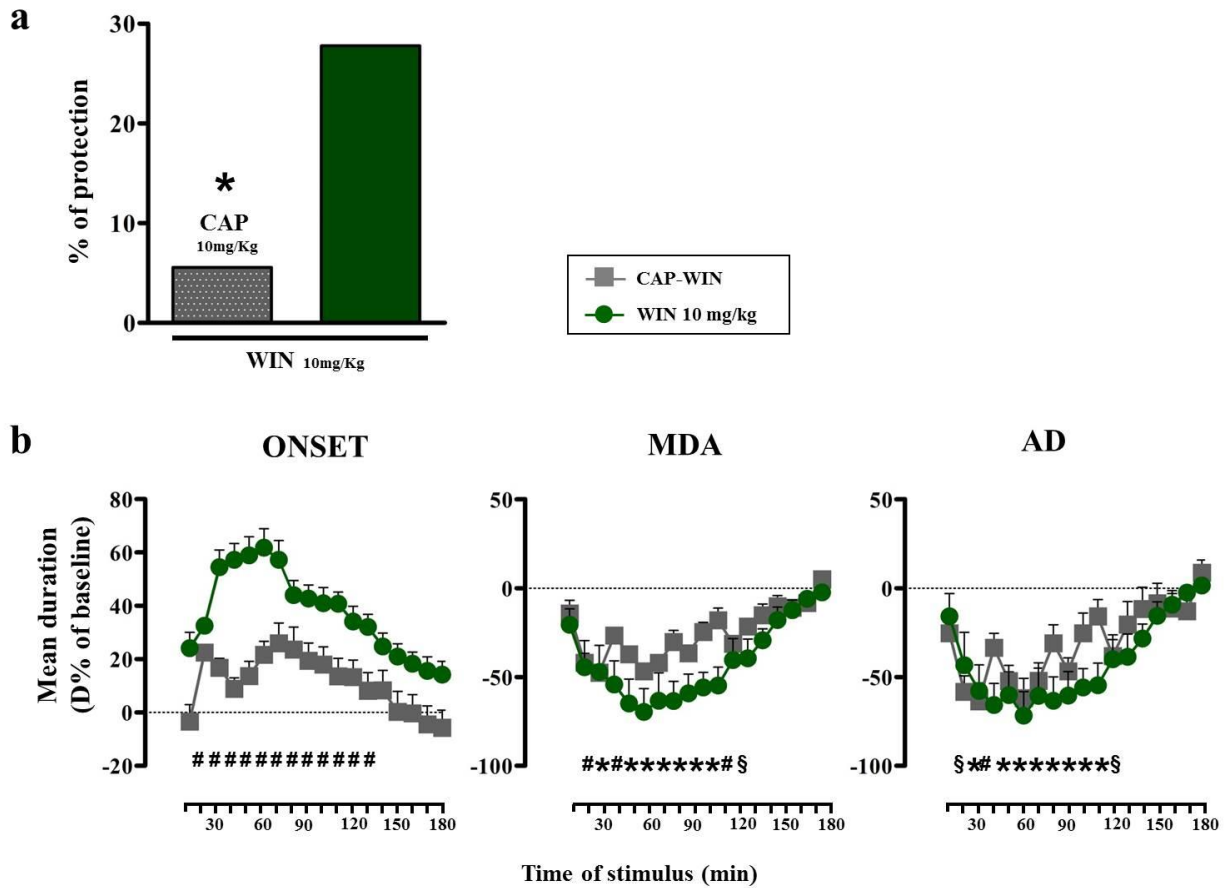 a
30
20
10
0
% of protection
*
CAP
10mg/Kg
WIN 10mg/Kg
CAP-WIN
WIN 10 mg/kg
b
ONSET
MDA
AD
Mean duration
(D% of baseline)
80
60
40
20
0
-20
#############
30 60 90 120 150 180
50
0
-50
-100
#*#*******#§
30 60 90 120 150 180
50
0
-50
-100
§*#********§
30 60 90 120 150 180
Time of stimulus (min)